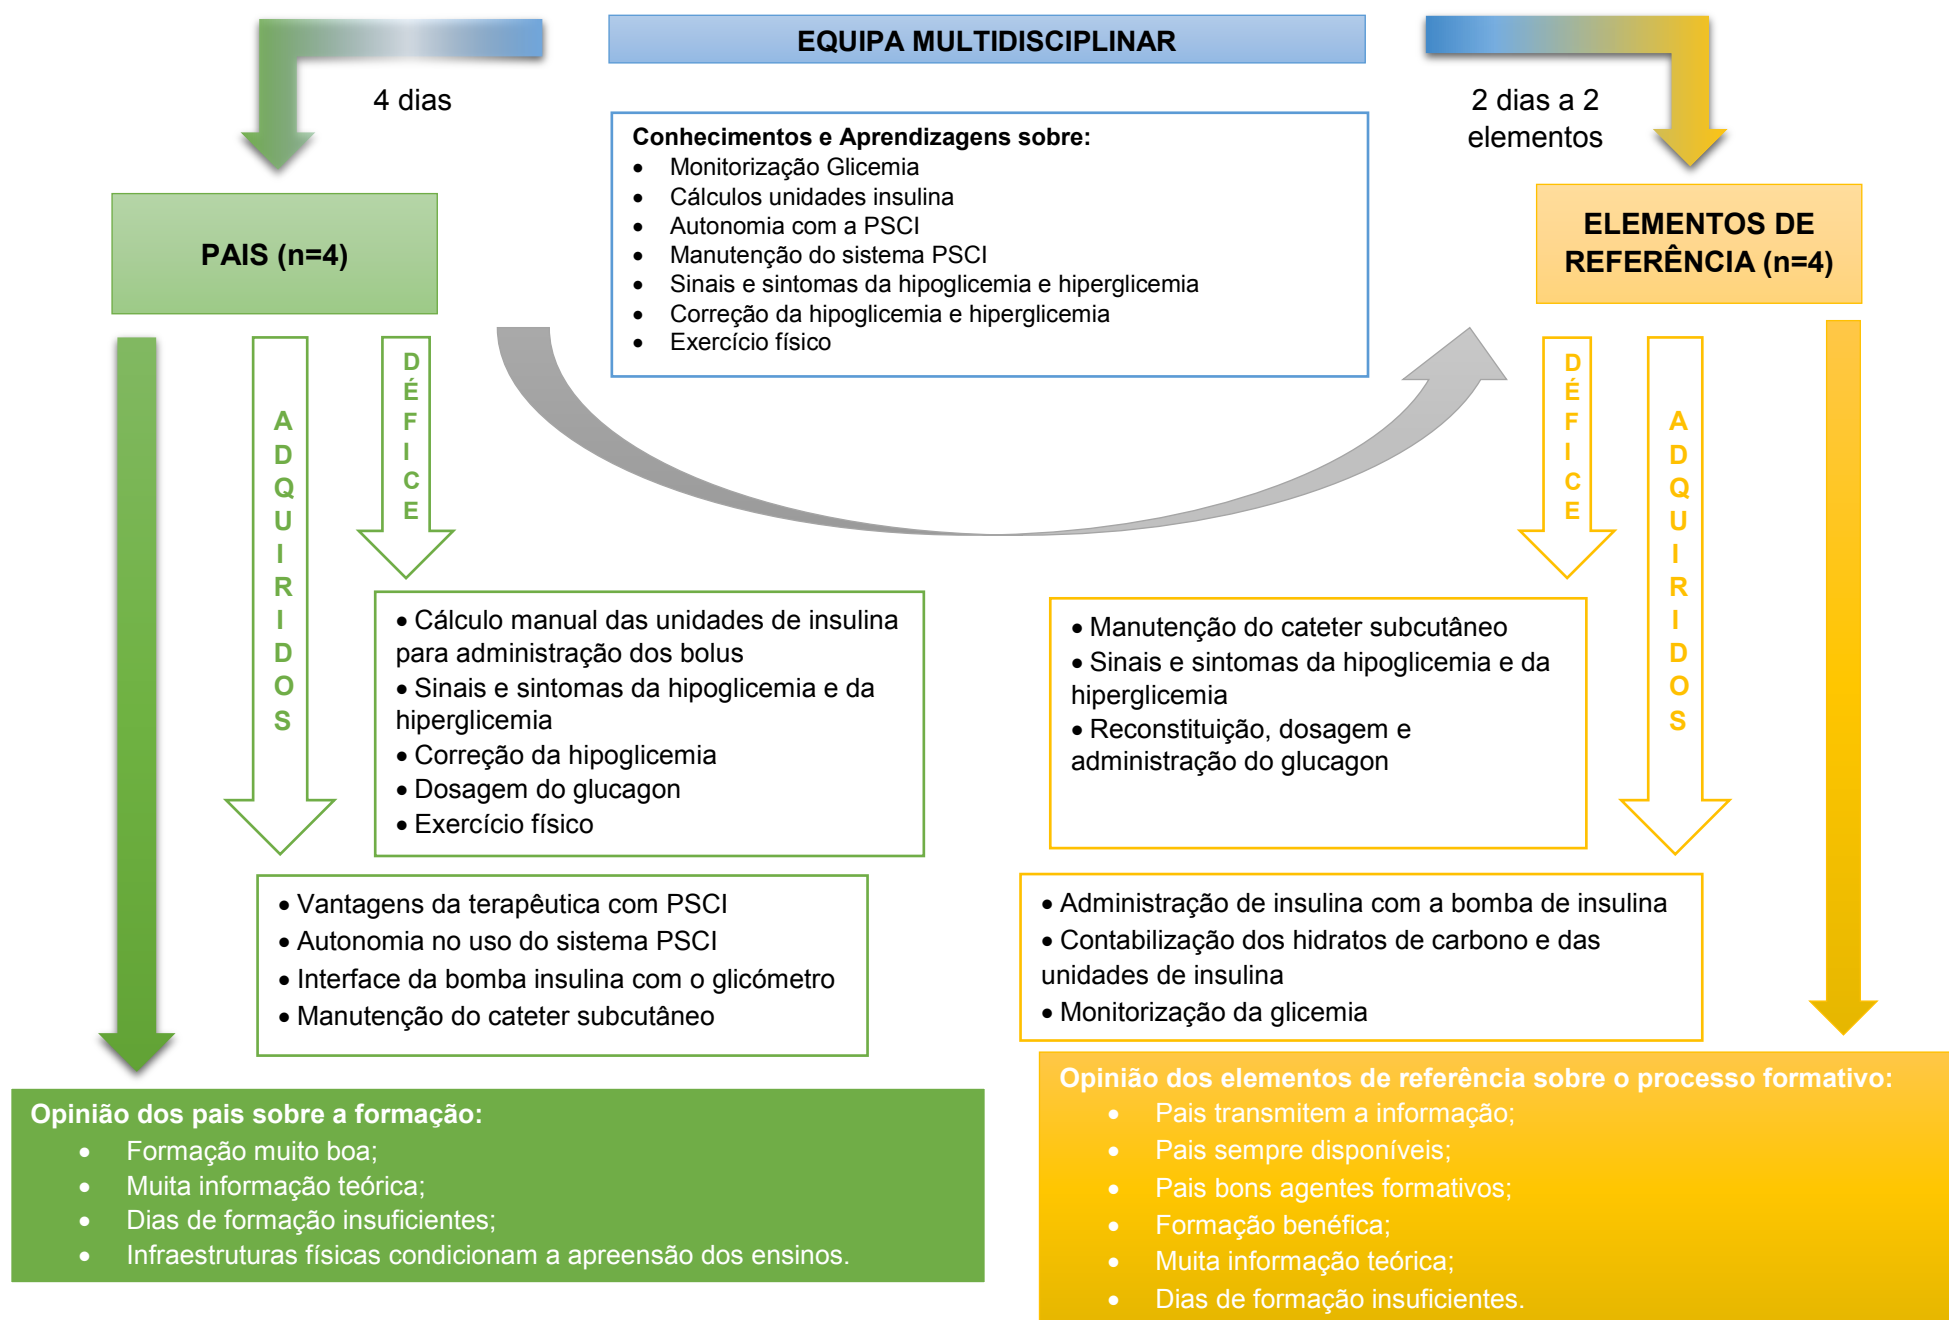 EQUIPA MULTIDISCIPLINAR
4 dias
2 dias a 2
elementos
Conhecimentos e Aprendizagens sobre:
• Monitorização Glicemia
• Cálculos unidades insulina
• Autonomia com a PSCI
• Manutenção do sistema PSCI
• Sinais e sintomas da hipoglicemia e hiperglicemia
• Correção da hipoglicemia e hiperglicemia
• Exercício físico
PAIS (n=4)
ELEMENTOS DE
REFERÊNCIA (n=4)
ADQUIRIDOS
DÉFICE
DÉFICE
ADQUIRIDOS
• Cálculo manual das unidades de insulina
para administração dos bolus
• Sinais e sintomas da hipoglicemia e da
hiperglicemia
• Correção da hipoglicemia
• Dosagem do glucagon
• Exercício físico
• Manutenção do cateter subcutâneo
• Sinais e sintomas da hipoglicemia e da
hiperglicemia
• Reconstituição, dosagem e
administração do glucagon
• Vantagens da terapêutica com PSCI
• Autonomia no uso do sistema PSCI
• Interface da bomba insulina com o glicómetro
• Manutenção do cateter subcutâneo
• Administração de insulina com a bomba de insulina
• Contabilização dos hidratos de carbono e das
unidades de insulina
• Monitorização da glicemia
Opinião dos pais sobre a formação:
• Formação muito boa;
• Muita informação teórica;
• Dias de formação insuficientes;
• Infraestruturas físicas condicionam a apreensão dos ensinos.
Opinião dos elementos de referência sobre o processo formativo:
• Pais transmitem a informação;
• Pais sempre disponíveis;
• Pais bons agentes formativos;
• Formação benéfica;
• Muita informação teórica;
• Dias de formação insuficientes.